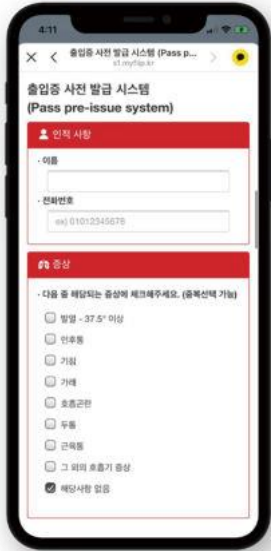 4:11
출입증 사전 발급 시스템 (Pass p...
s1.myflip.kr
출입증 사전 발급 시스템
(Pass pre-issue system)
인적 사항
· 이름
· 전화번호
ex) 01012345678
증상
· 다음 중 해당되는 증상에 체크해주세요. (중복선택 가능)
발열 - 37.5° 이상
인후통
기침
가래
호흡곤란
두통
근육통
그 외의 호흡기 증상
해당사항 없음